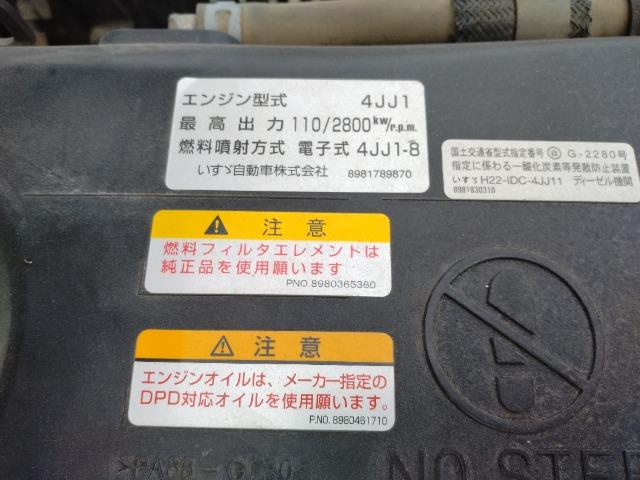 エンジン型式 4JJ1
最高出力 110/2800kW/r.p.m.
燃料噴射方式 電子式 4JJ1-8
いすゞ自動車株式会社 8981789870
国土交通省型式指定番号 自 G-2280号
指定に係わる一酸化炭素等発散防止装置
いすゞ H22-IDC-4JJ11 ディーゼル機関
8981830310
注意
燃料フィルタエレメントは
純正品を使用願います
PNO.8980365360
注意
エンジンオイルは、メーカー指定の
DPD対応オイルを使用願います。
P.NO. 8980461710
NO STEP